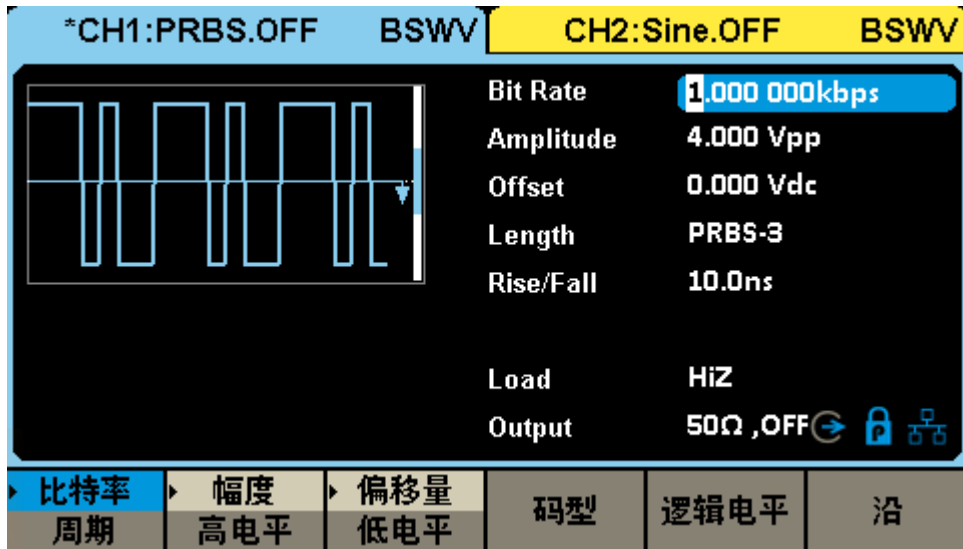 *CH1:PRBS.OFF BSWV CH2:Sine.OFF BSWV
Bit Rate 1.000 000kbps
Amplitude 4.000 Vpp
Offset 0.000 Vdc
Length PRBS-3
Rise/Fall 10.0ns
Load HiZ
Output 50Ω ,OFF P
比特率 幅度 偏移量 码型 逻辑电平 沿
周期 高电平 低电平